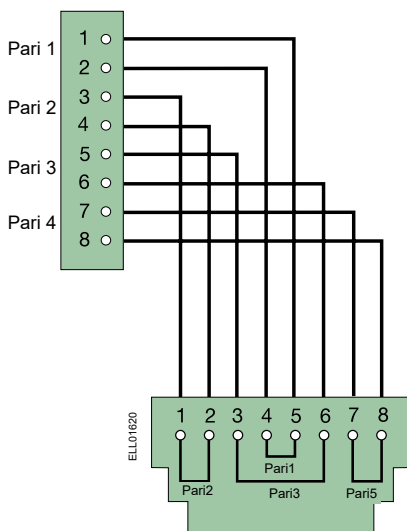 Pari 1
1
2
Pari 2
3
4
Pari 3
5
6
Pari 4
7
8
ELL01620
1 2 3 4 5 6 7 8
Pari1
Pari2 Pari3 Pari5